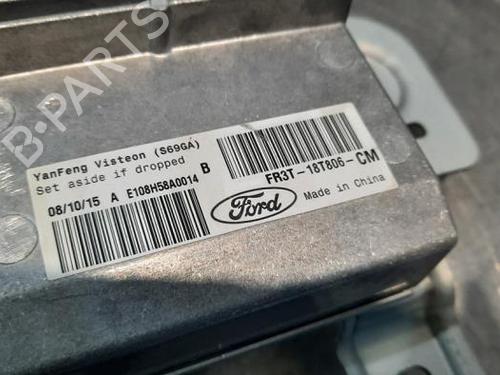 B-PARTS
YanFeng Visteon (S69GA)
Set aside if dropped
08/10/15 A E108H58A0014 B
FR3T-18T806-CM
Ford
Made in China